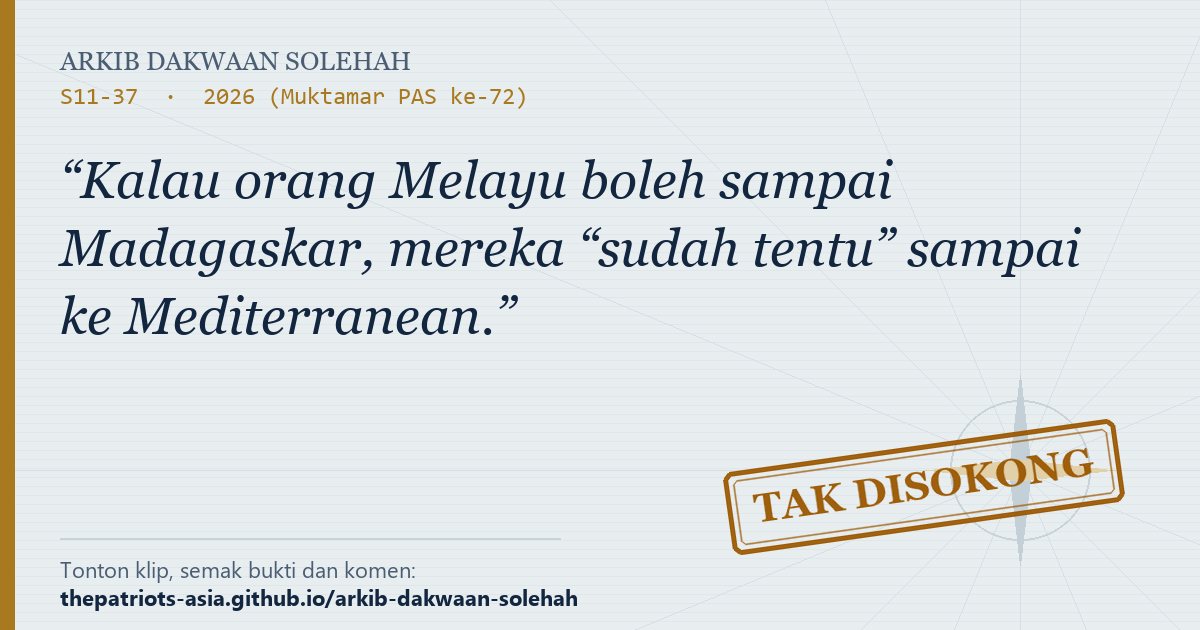 ARKIB DAKWAAN SOLEHAH
S11-37 · 2026 (Muktamar PAS ke-72)
“Kalau orang Melayu boleh sampai
Madagaskar, mereka “sudah tentu” sampai
ke Mediterranean.”
TAK DISOKONG
Tonton klip, semak bukti dan komen:
thepatriots-asia.github.io/arkib-dakwaan-solehah